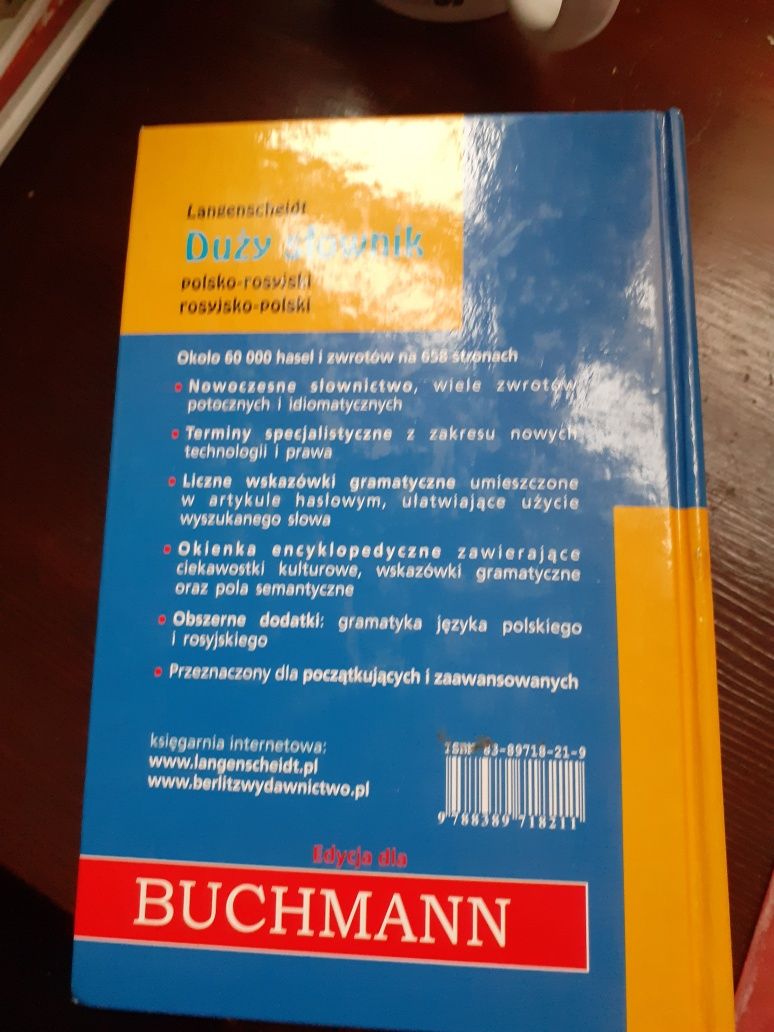 Langenscheidt
Duży słownik
polsko-rosyjski
rosyjsko-polski
Około 60 000 haseł i zwrotów na 658 stronach
• Nowoczesne słownictwo, wiele zwrotów
potocznych i idiomatycznych
• Terminy specjalistyczne z zakresu nowych
technologii i prawa
• Liczne wskazówki gramatyczne umieszczone
w artykule hasłowym, ułatwiające użycie
wyszukanego słowa
• Okienka encyklopedyczne zawierające
ciekawostki kulturowe, wskazówki gramatyczne
oraz pola semantyczne
• Obszerne dodatki: gramatyka języka polskiego
i rosyjskiego
• Przeznaczony dla początkujących i zaawansowanych
księgarnia internetowa:
www.langenscheidt.pl
www.berlitzwydawnictwo.pl
ISBN 83-89718-21-9
9 788389 718211
Edycja dla
BUCHMANN